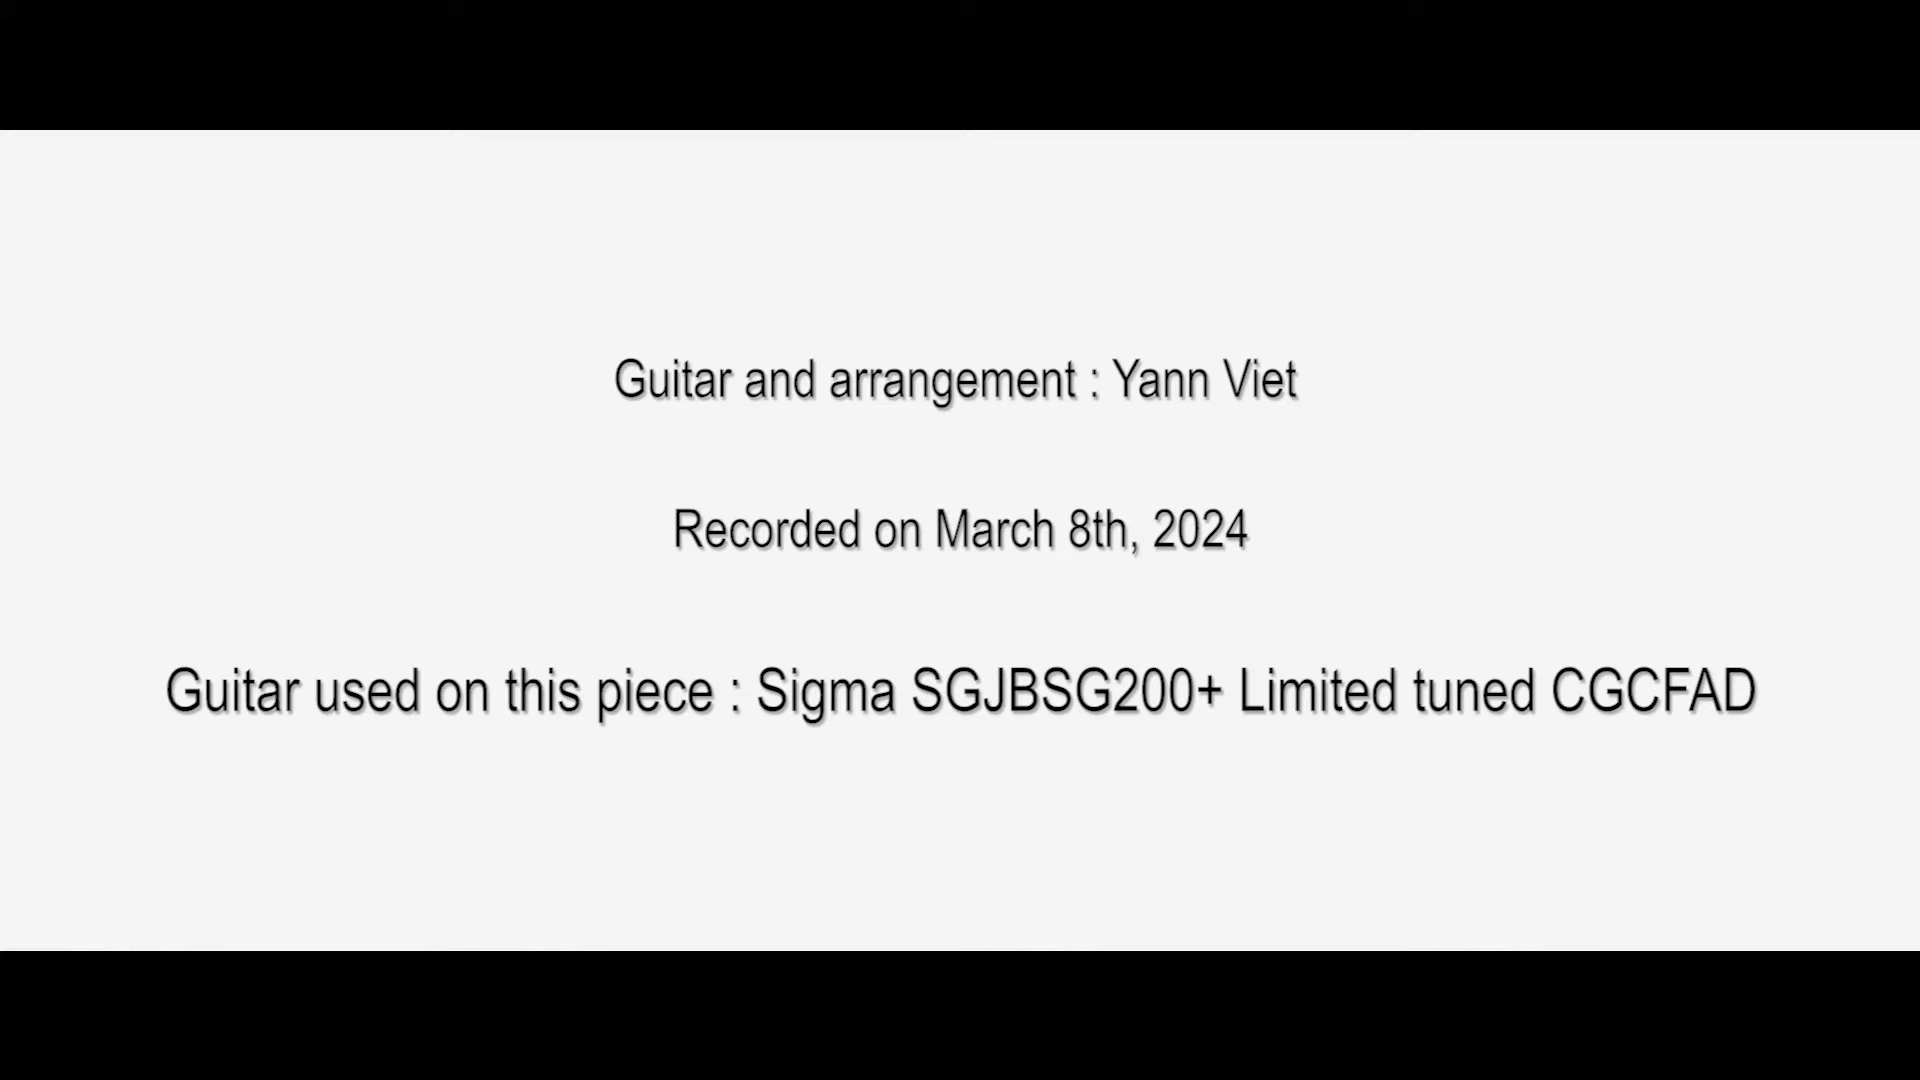 Guitar and arrangement : Yann Viet
Recorded on March 8th, 2024
Guitar used on this piece : Sigma SGJBSG200+ Limited tuned CGCFAD